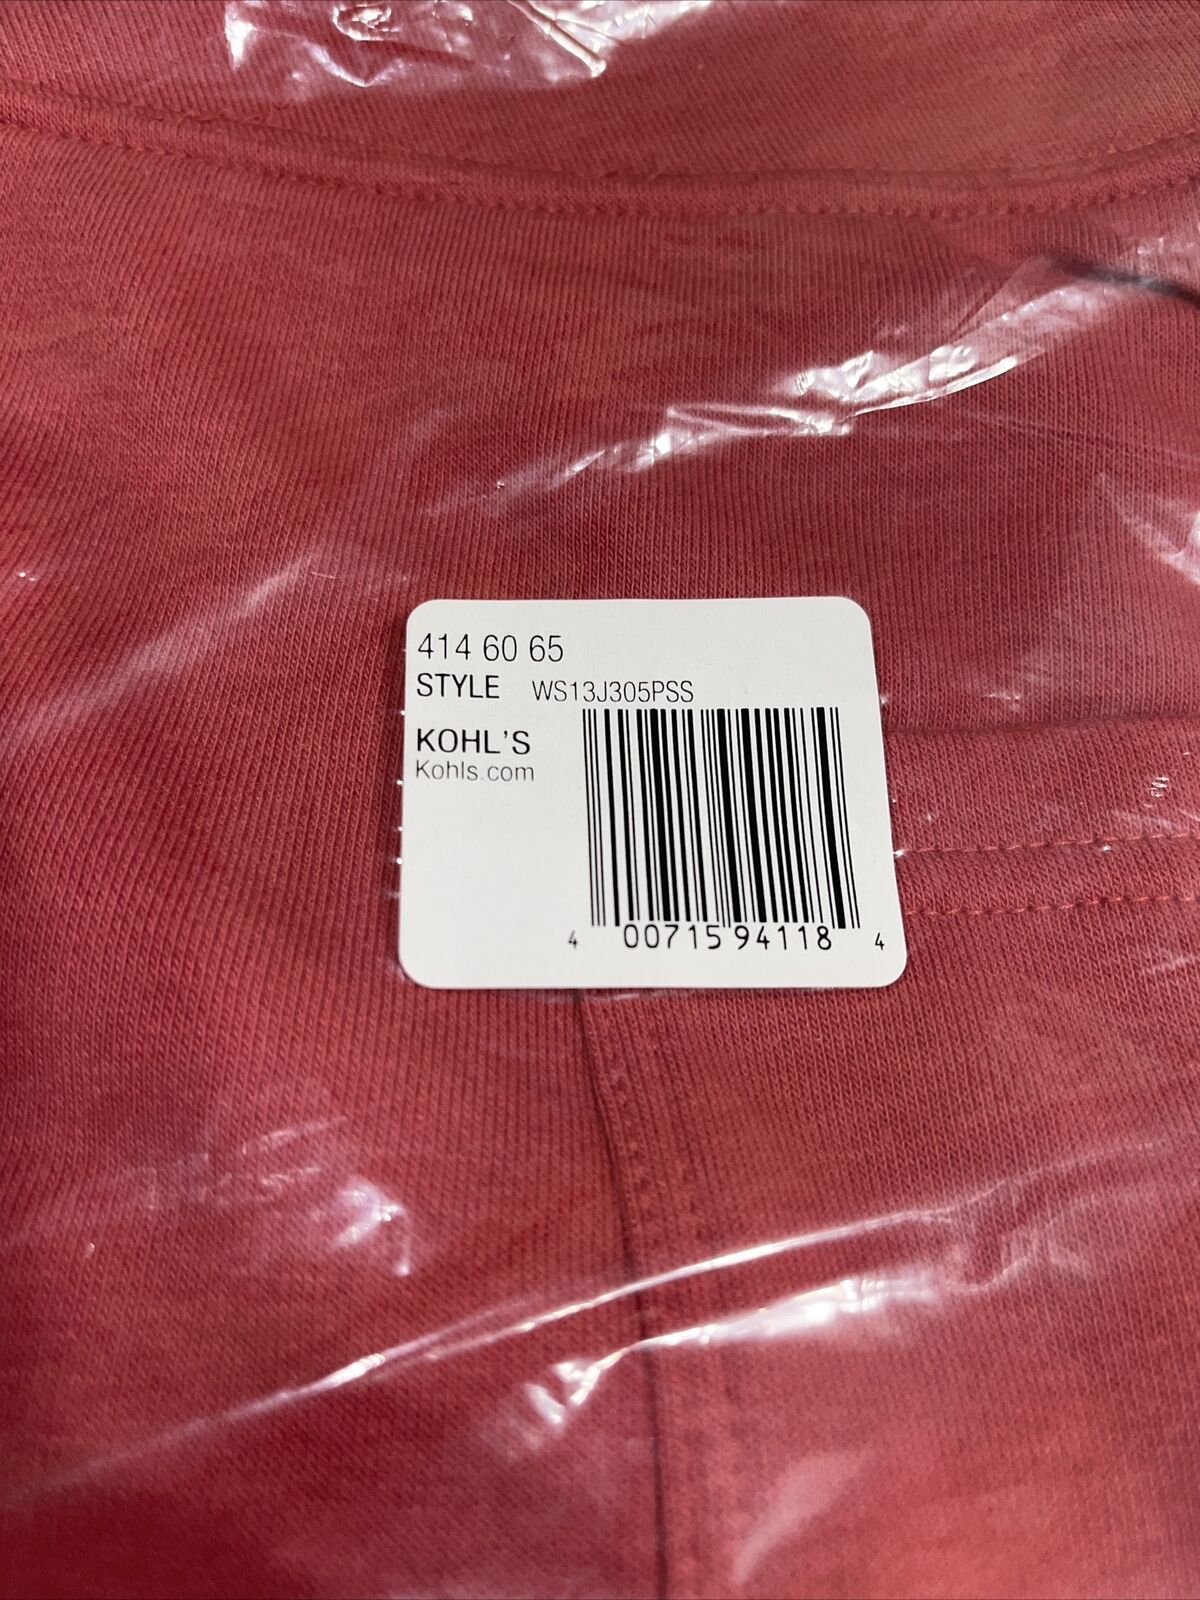 414 60 65
STYLE WS13J305PSS
KOHL'S
Kohls.com
4 00715 94118 4